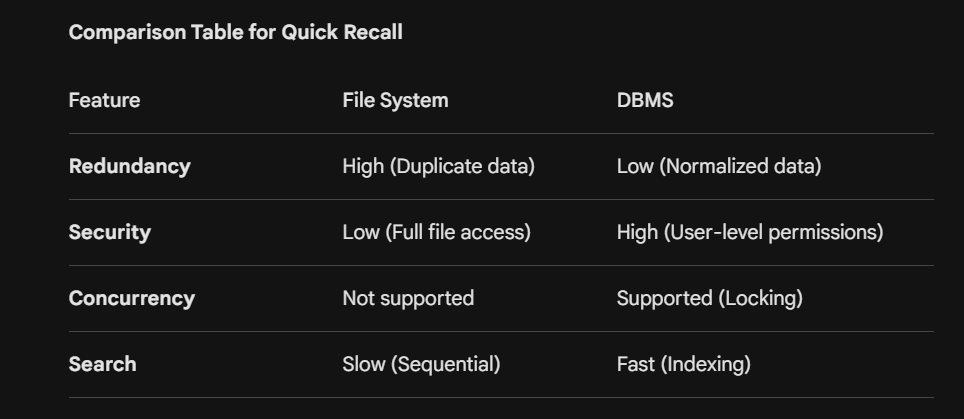 Comparison Table for Quick Recall
Feature File System DBMS
Redundancy High (Duplicate data) Low (Normalized data)
Security Low (Full file access) High (User-level permissions)
Concurrency Not supported Supported (Locking)
Search Slow (Sequential) Fast (Indexing)